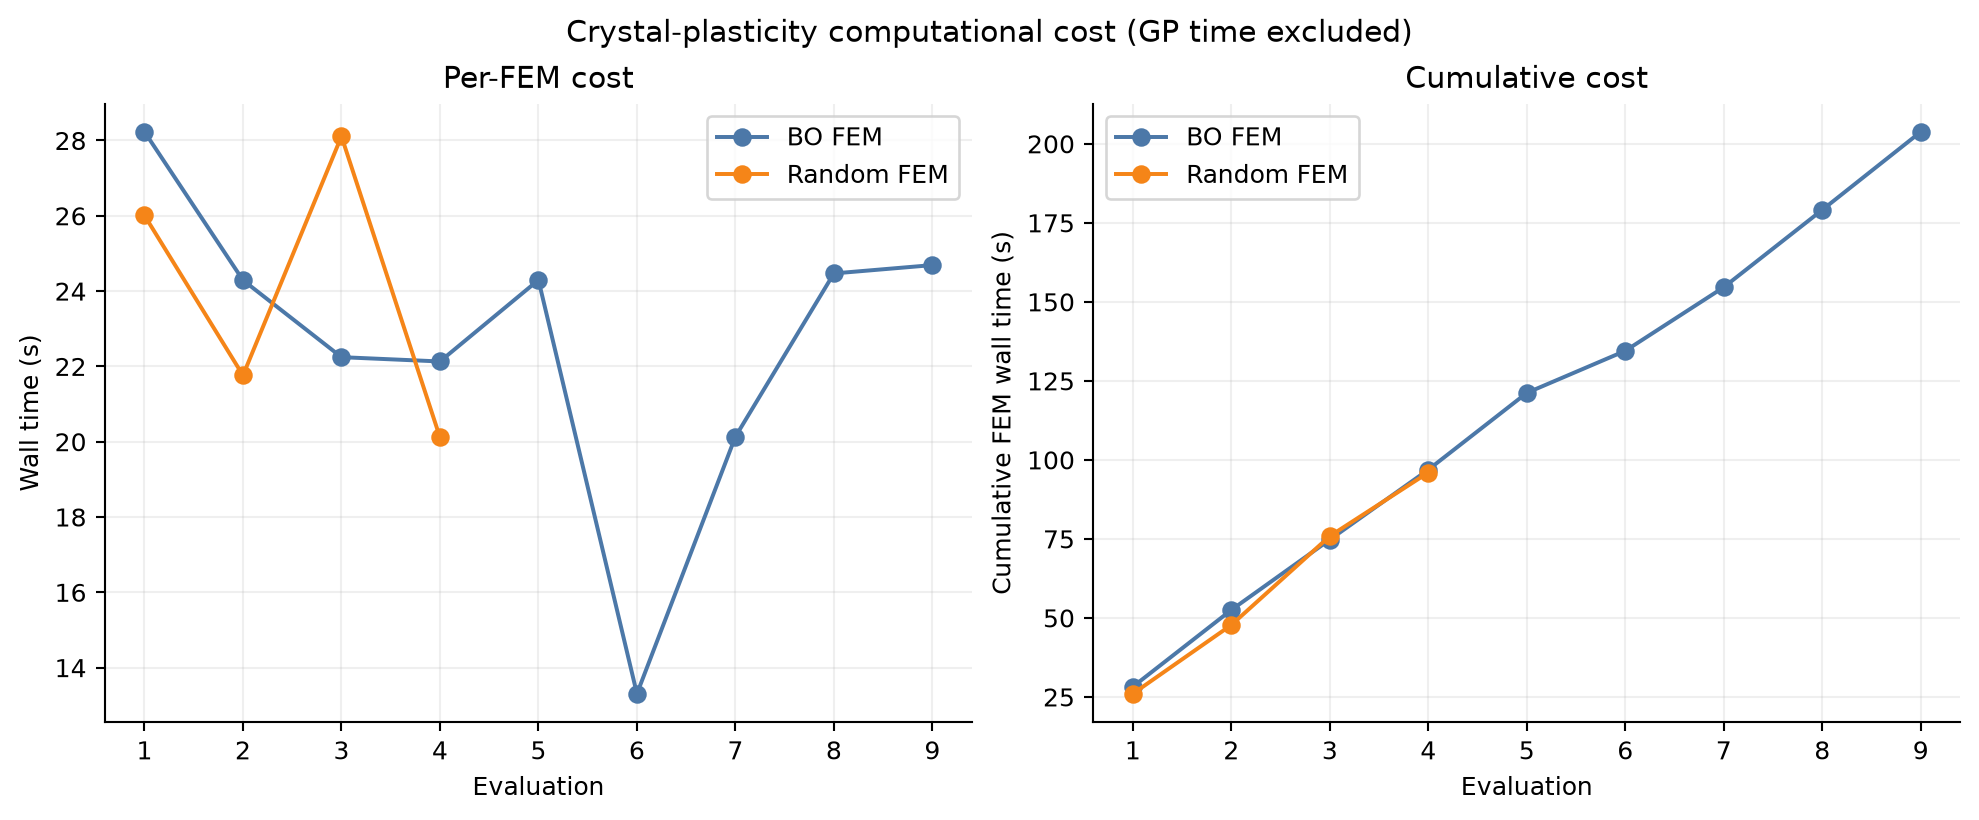 Crystal-plasticity computational cost (GP time excluded)
Per-FEM cost
BO FEM
Random FEM
28
26
24
22
20
18
16
14
Wall time (s)
1 2 3 4 5 6 7 8 9
Evaluation
Cumulative cost
BO FEM
Random FEM
200
175
150
125
100
75
50
25
Cumulative FEM wall time (s)
1 2 3 4 5 6 7 8 9
Evaluation